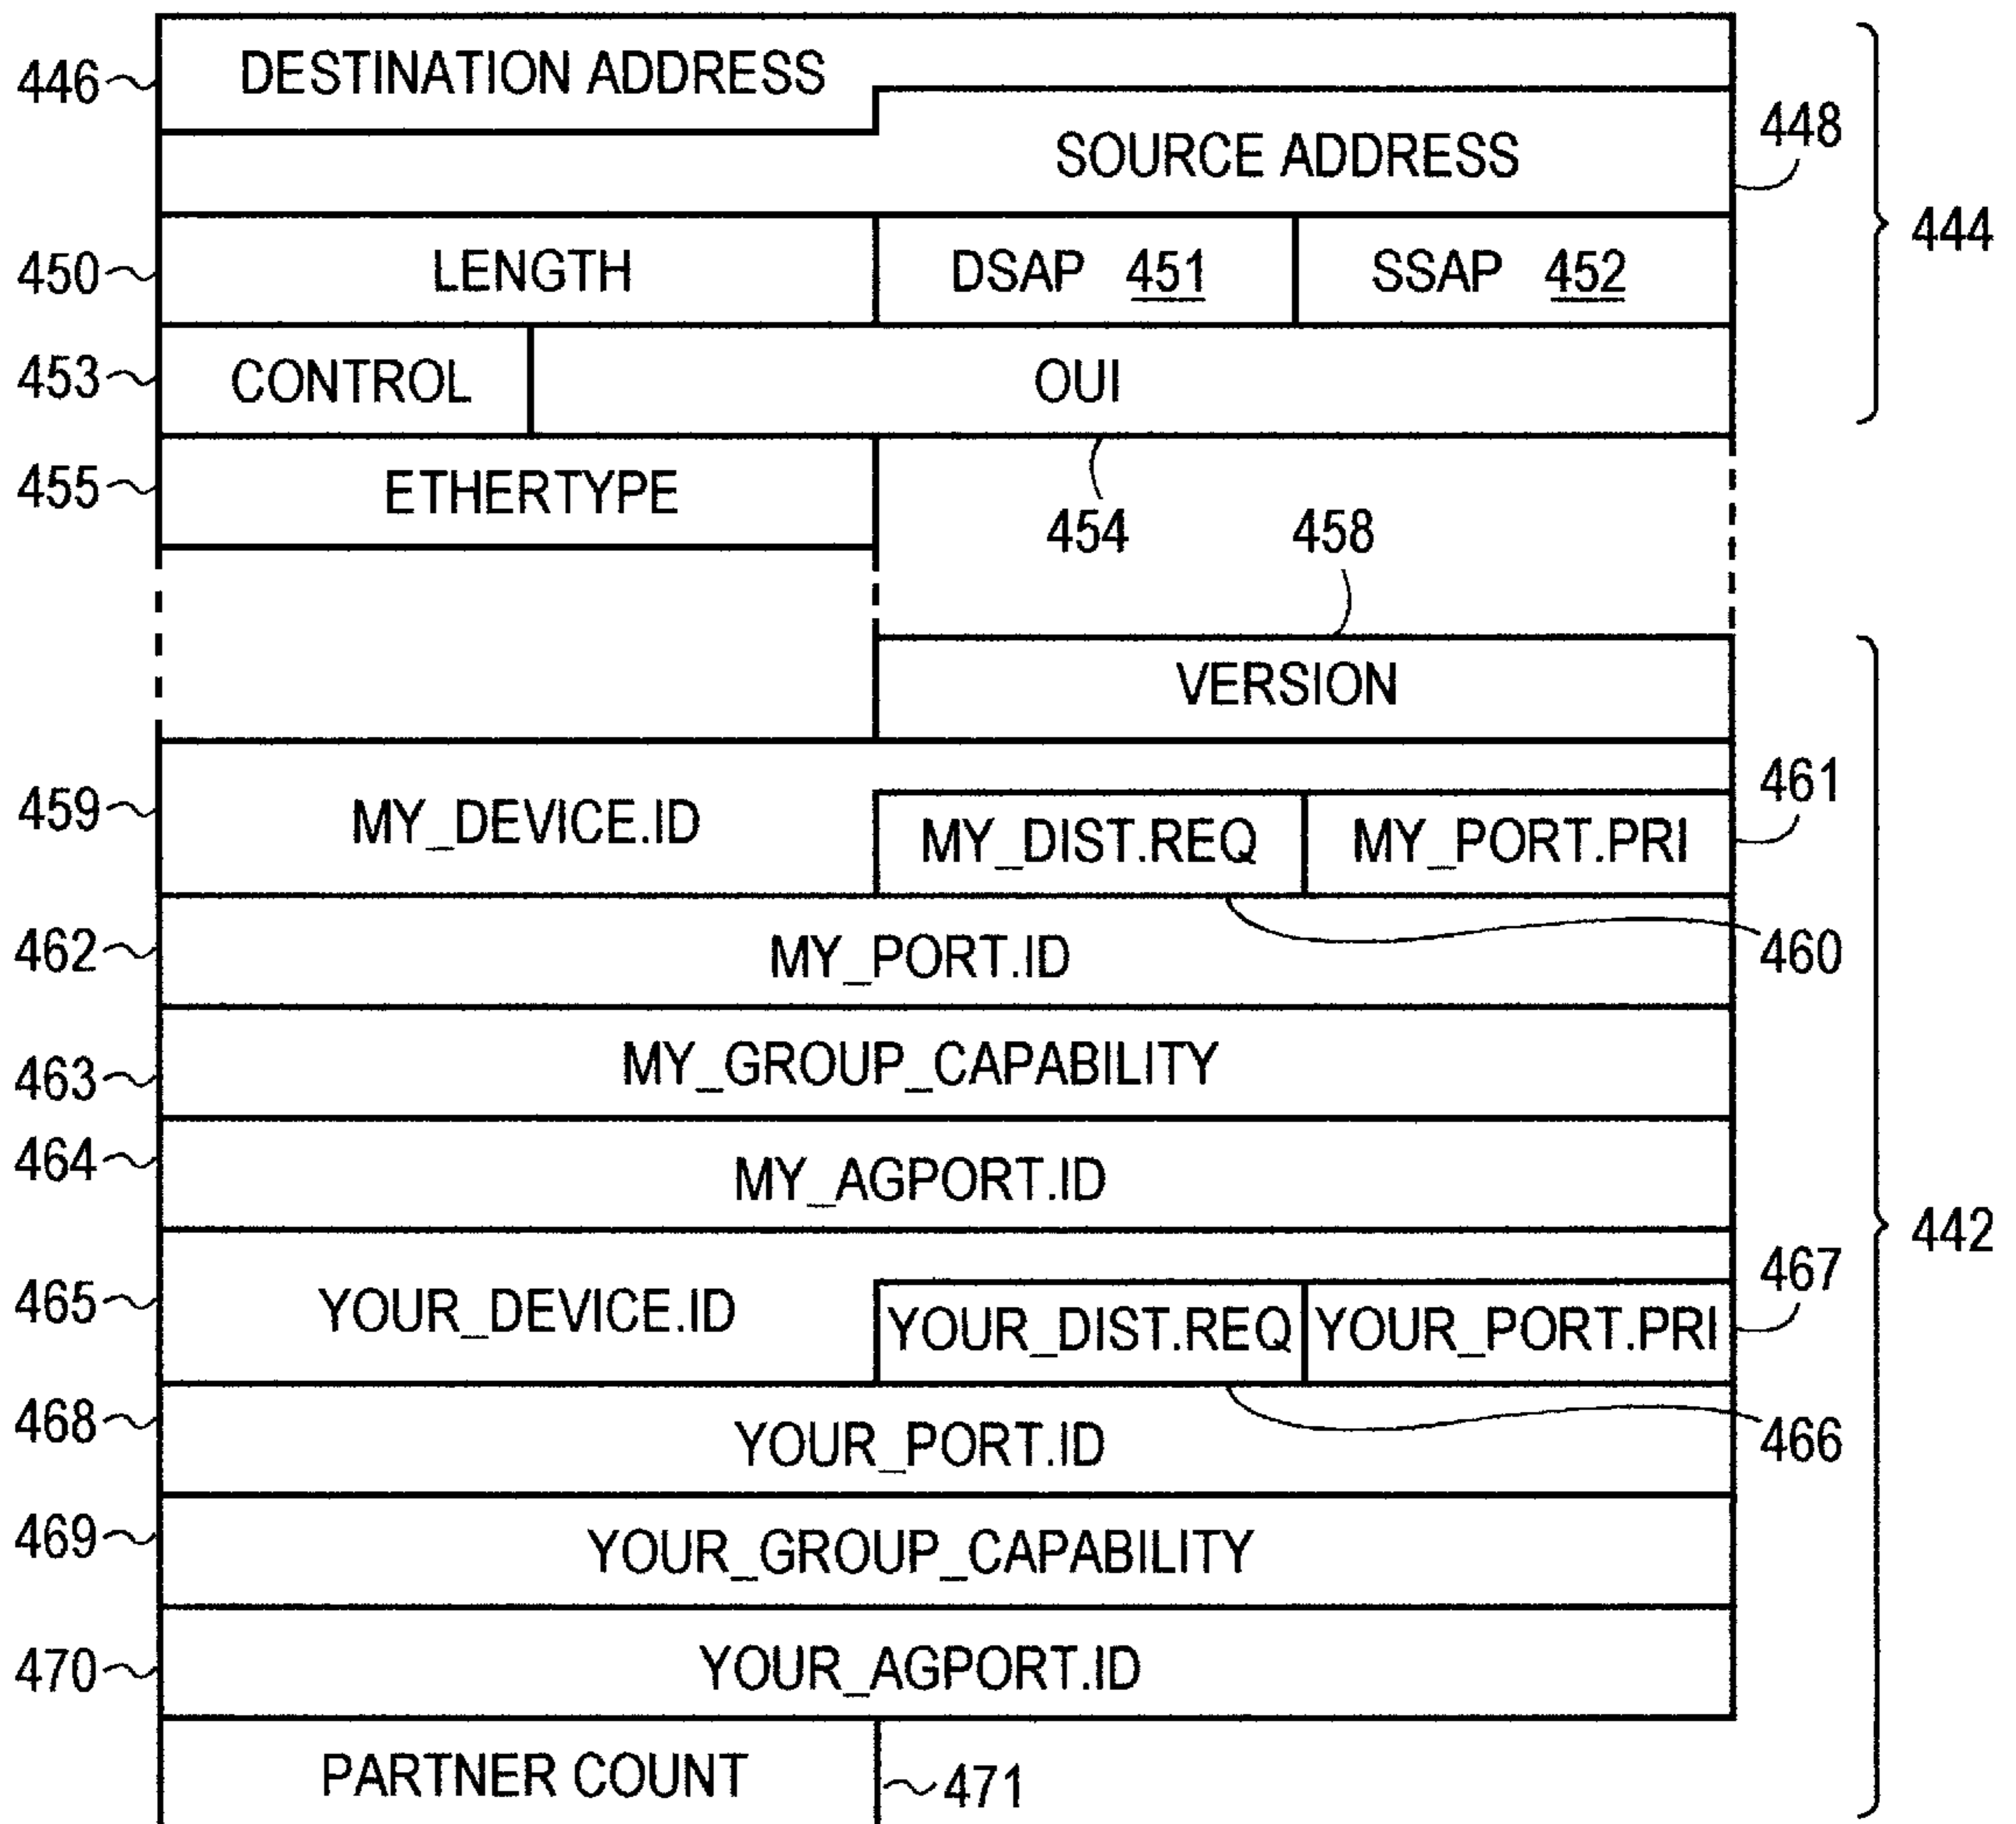 446 DESTINATION ADDRESS
SOURCE ADDRESS 448
444
450 LENGTH DSAP 451 SSAP 452
453 CONTROL OUI
455 ETHERTYPE
454 458
VERSION
461
459 MY_DEVICE.ID MY_DIST.REQ MY_PORT.PRI
462 MY_PORT.ID 460
463 MY_GROUP_CAPABILITY
464 MY_AGPORT.ID
442
467
465 YOUR_DEVICE.ID YOUR_DIST.REQ YOUR_PORT.PRI
468 YOUR_PORT.ID 466
469 YOUR_GROUP_CAPABILITY
470 YOUR_AGPORT.ID
PARTNER COUNT 471